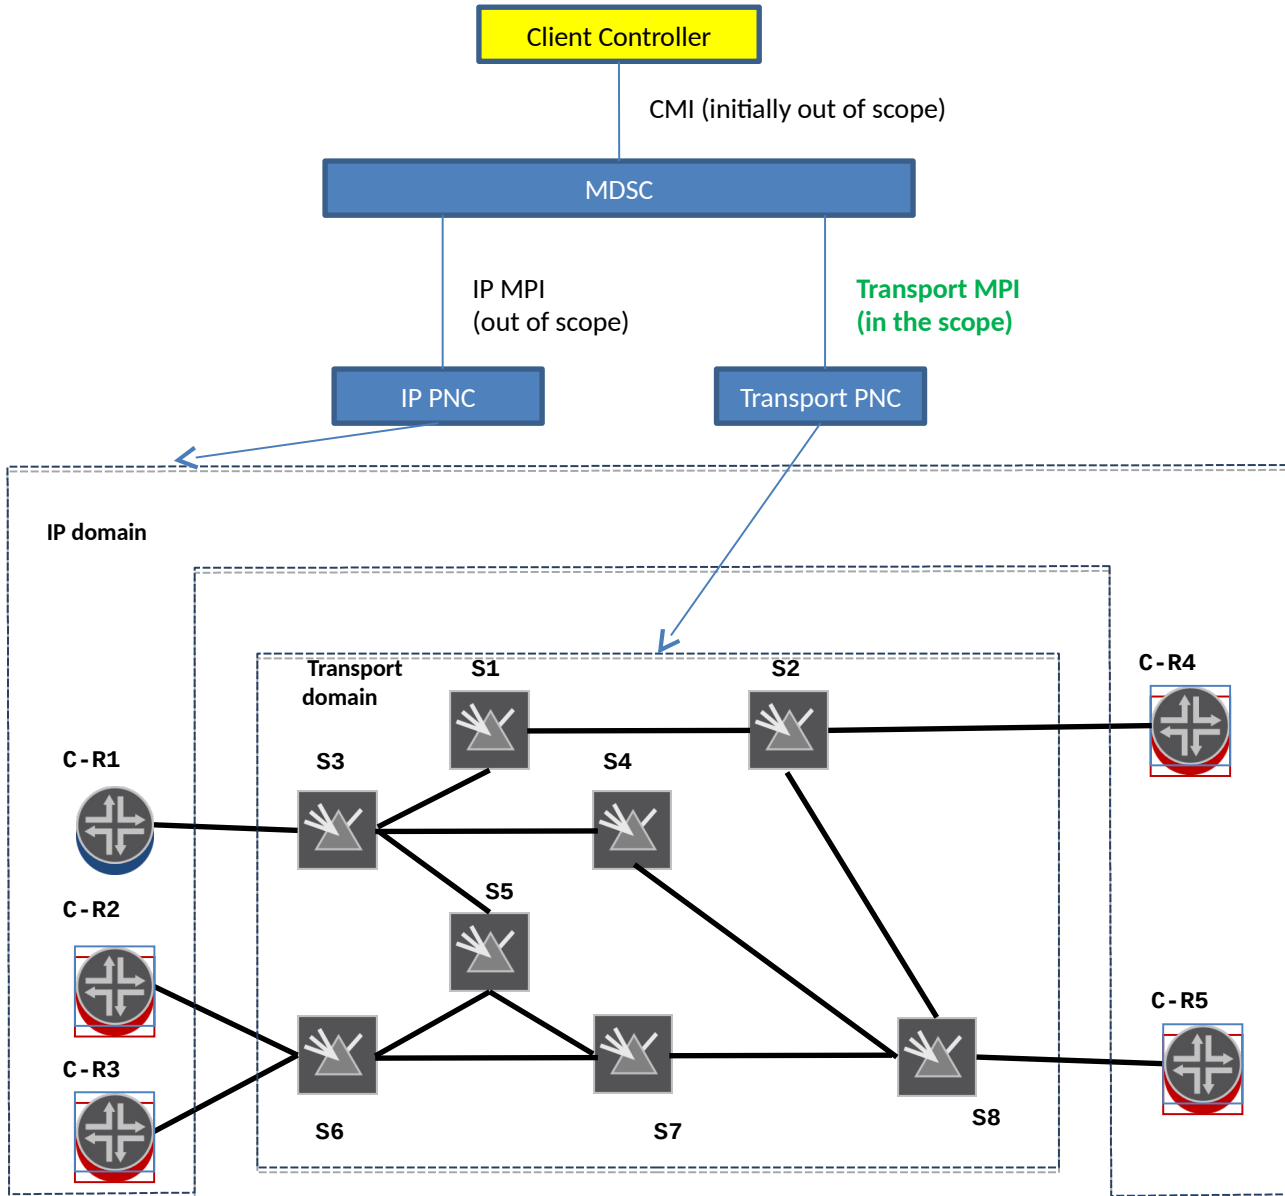 Client Controller
CMI (initially out of scope)
MDSC
IP MPI
(out of scope)
Transport MPI
(in the scope)
IP PNC
Transport PNC
IP domain
Transport
domain
S1
S2
C-R4
C-R1
S3
S4
S5
C-R2
C-R5
C-R3
S6
S7
S8